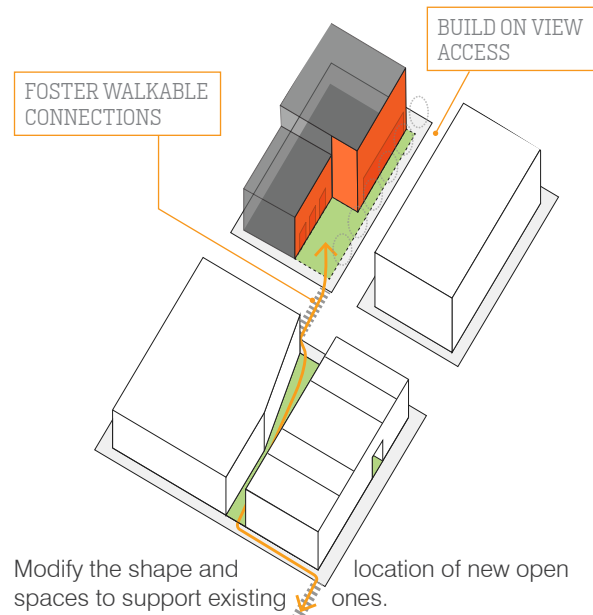 BUILD ON VIEW
ACCESS
FOSTER WALKABLE
CONNECTIONS
Modify the shape and location of new open
spaces to support existing ones.